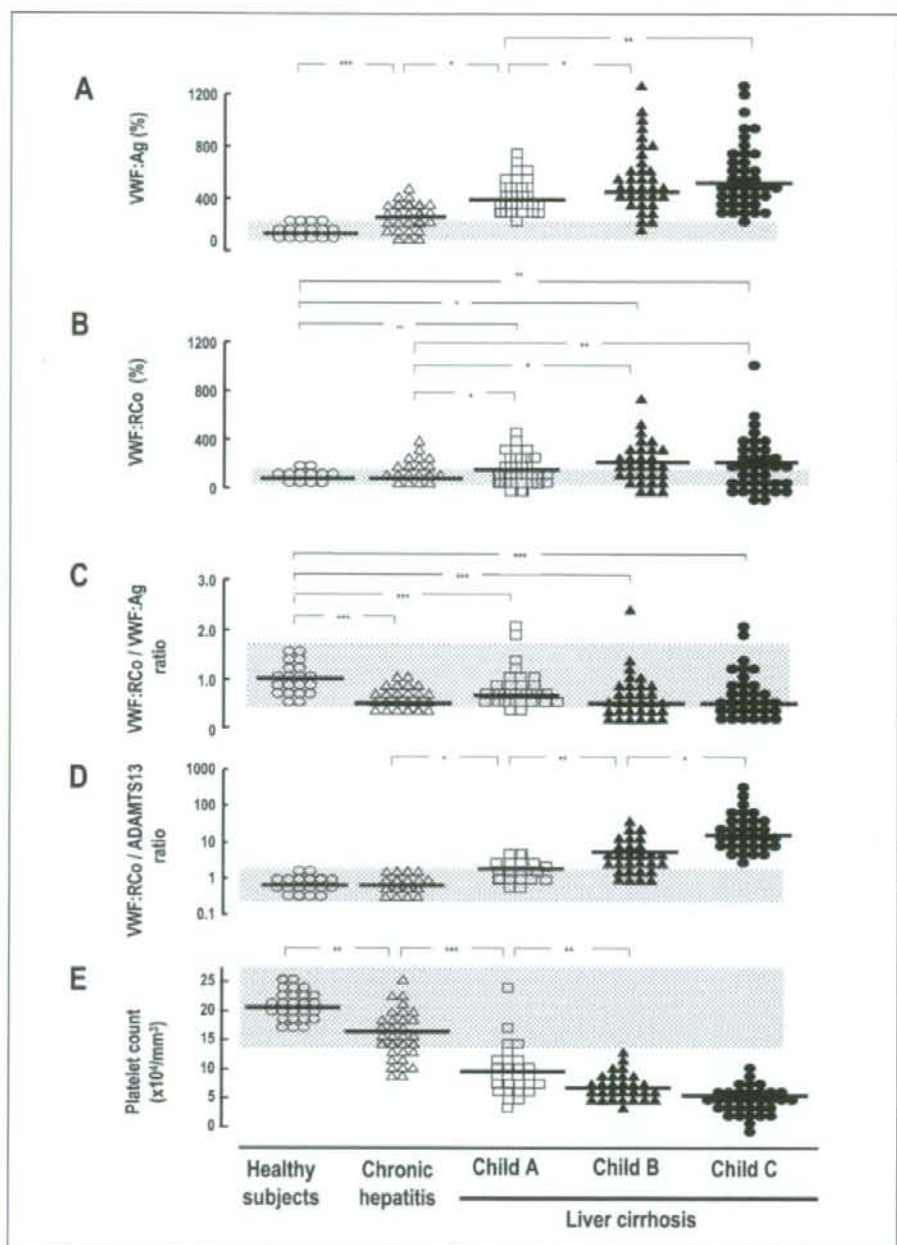 A
VWF:Ag (%)
1200
800
400
0
*** * * **
B
VWF:RCo (%)
1200
800
400
0
**
*
**
**
*
*
C
VWF:RCo / VWF:Ag
ratio
3.0
2.0
1.0
0
***
***
***
***
D
VWF:RCo / ADAMTS13
ratio
1000
100
10
1
0.1
* ** *
E
Platelet count
(x10⁴/mm³)
25
20
15
10
5
0
** *** **
Healthy
subjects
Chronic
hepatitis
Child A
Child B
Child C
Liver cirrhosis